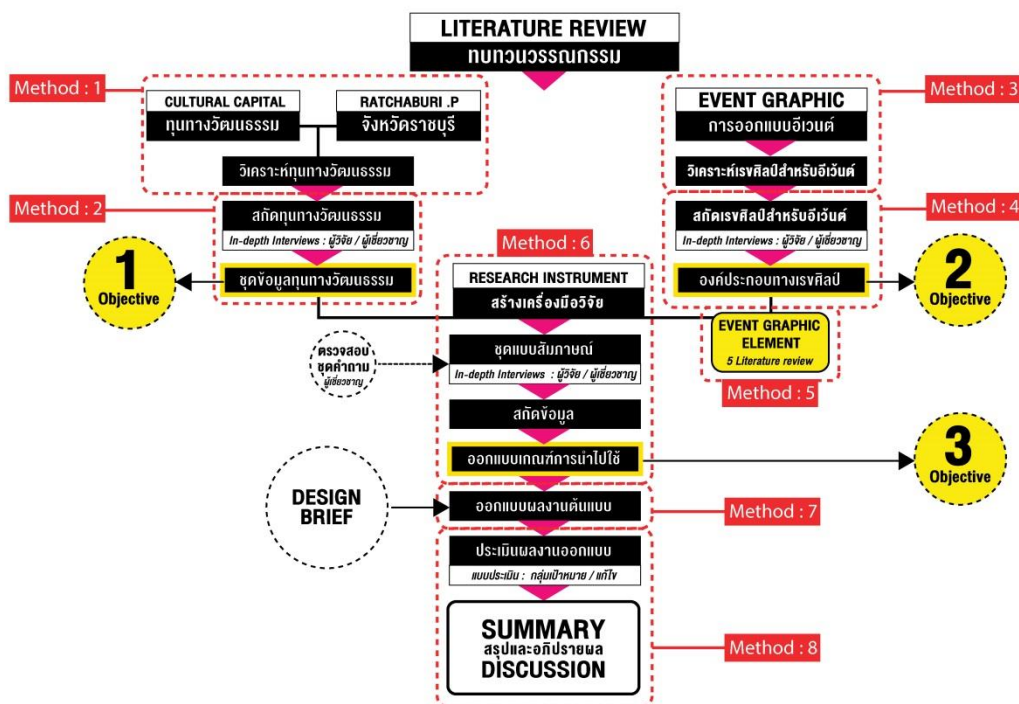 LITERATURE REVIEW
ทบทวนวรรณกรรม
Method : 1
CULTURAL CAPITAL
ทุนทางวัฒนธรรม
RATCHABURI .P
จังหวัดราชบุรี
วิเคราะห์ทุนทางวัฒนธรรม
Method : 3
EVENT GRAPHIC
การออกแบบอีเวนต์
วิเคราะห์เรขศิลป์สำหรับอีเว้นต์
Method : 2
สกัดทุนทางวัฒนธรรม
In-depth Interviews : ผู้วิจัย / ผู้เชี่ยวชาญ
ชุดข้อมูลทุนทางวัฒนธรรม
1
Objective
Method : 4
สกัดเรขศิลป์สำหรับอีเว้นต์
In-depth Interviews : ผู้วิจัย / ผู้เชี่ยวชาญ
องค์ประกอบทางเรขศิลป์
2
Objective
EVENT GRAPHIC
ELEMENT
5 Literature review
Method : 5
Method : 6
RESEARCH INSTRUMENT
สร้างเครื่องมือวิจัย
ตรวจสอบ
ชุดคำถาม
ผู้เชี่ยวชาญ
ชุดแบบสัมภาษณ์
In-depth Interviews : ผู้วิจัย / ผู้เชี่ยวชาญ
สกัดข้อมูล
ออกแบบเกณฑ์การนำไปใช้
3
Objective
DESIGN
BRIEF
ออกแบบผลงานต้นแบบ
Method : 7
ประเมินผลงานออกแบบ
แบบประเมิน : กลุ่มเป้าหมาย / แก้ไข
SUMMARY
สรุปและอภิปรายผล
DISCUSSION
Method : 8